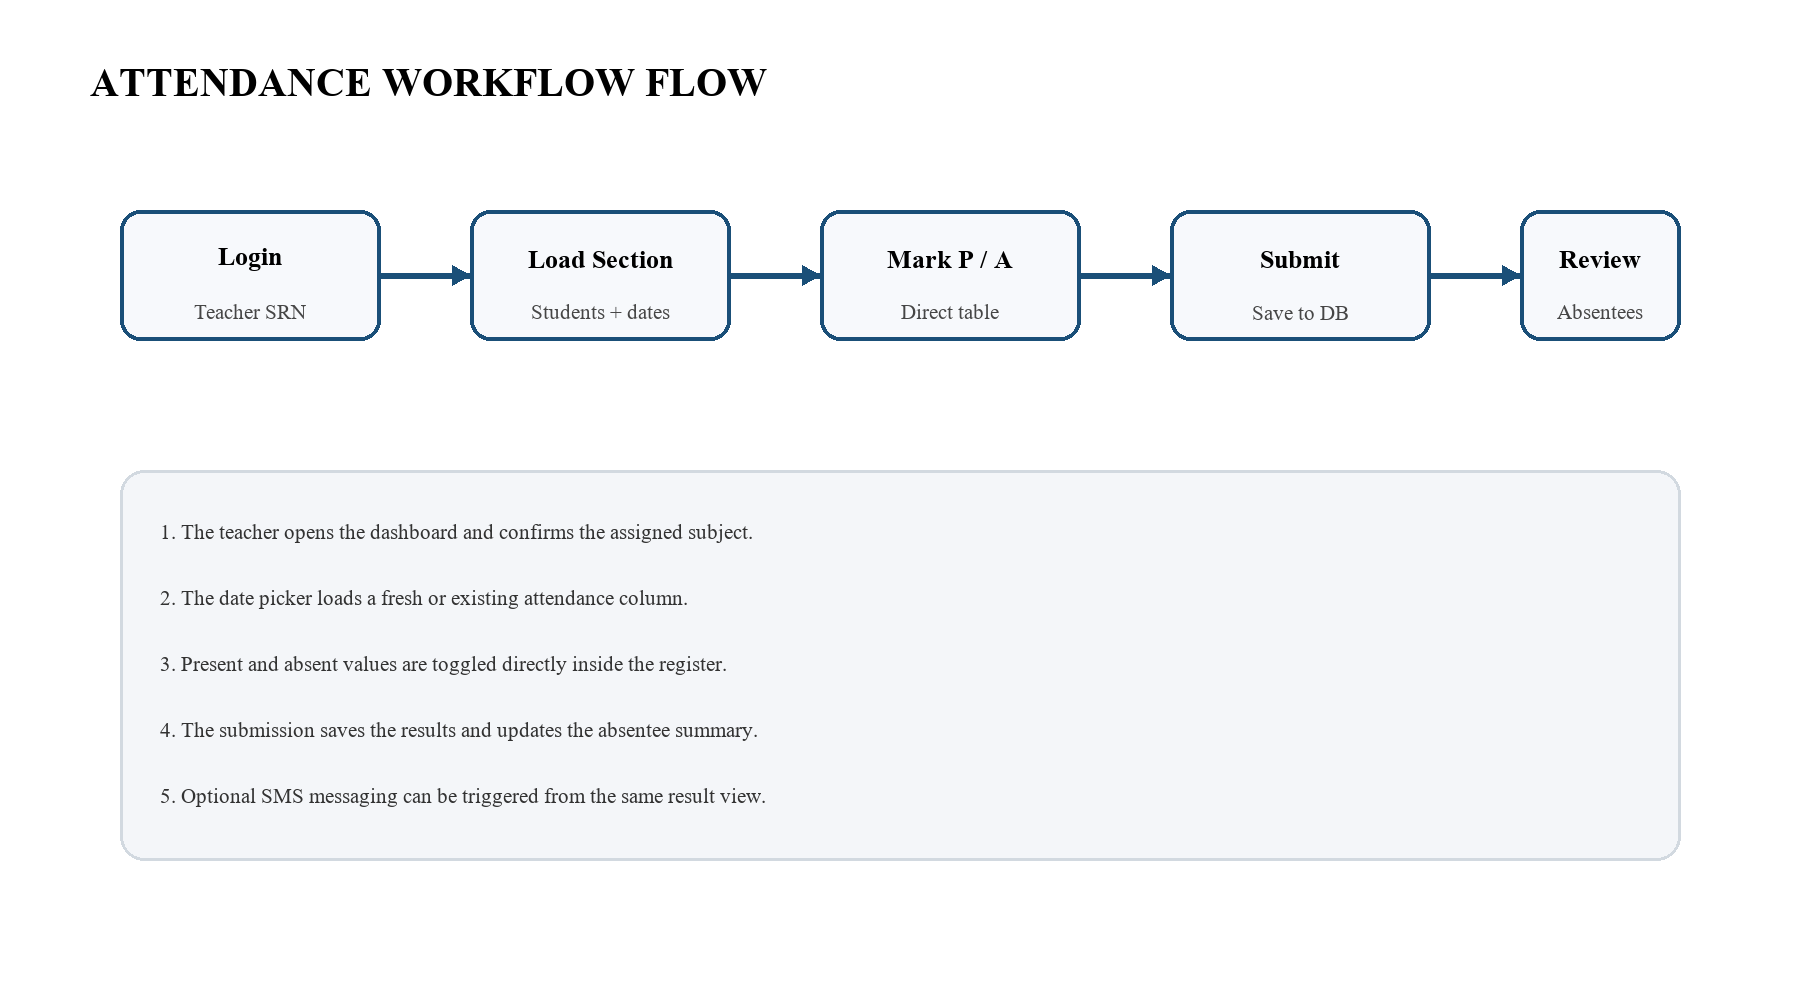 ATTENDANCE WORKFLOW FLOW
Login
Teacher SRN
Load Section
Students + dates
Mark P / A
Direct table
Submit
Save to DB
Review
Absentees
1. The teacher opens the dashboard and confirms the assigned subject.
2. The date picker loads a fresh or existing attendance column.
3. Present and absent values are toggled directly inside the register.
4. The submission saves the results and updates the absentee summary.
5. Optional SMS messaging can be triggered from the same result view.